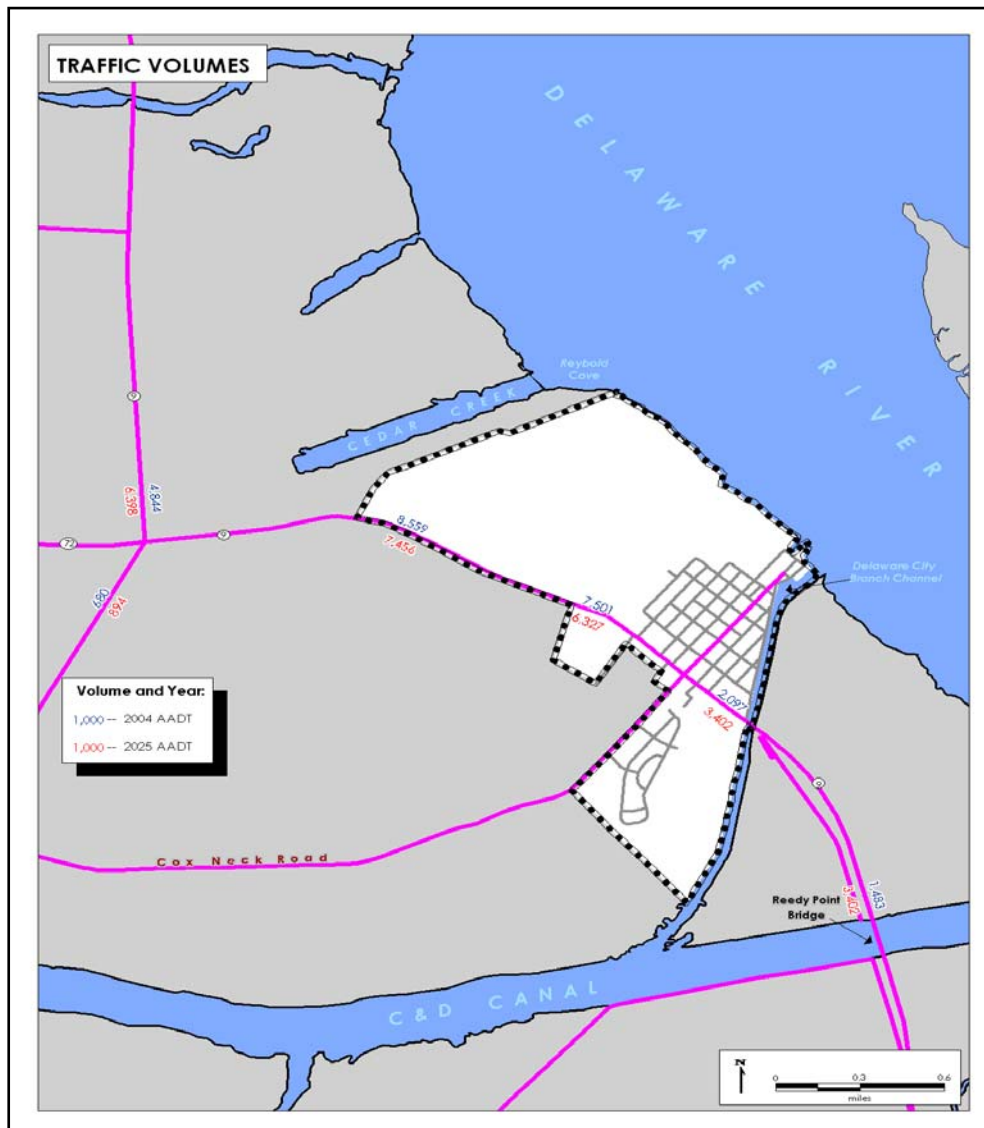 TRAFFIC VOLUMES
DELAWARE RIVER
Reybold
Cove
CEDAR CREEK
9
4,844
6,398
72
9
8,559
7,456
680
894
7,501
6,327
Delaware City
Branch Channel
2,097
3,402
Volume and Year:
1,000 -- 2004 AADT
1,000 -- 2025 AADT
9
Cox Neck Road
1,483
3,402
Reedy Point
Bridge
C&D CANAL
N
0 0.3 0.6
miles